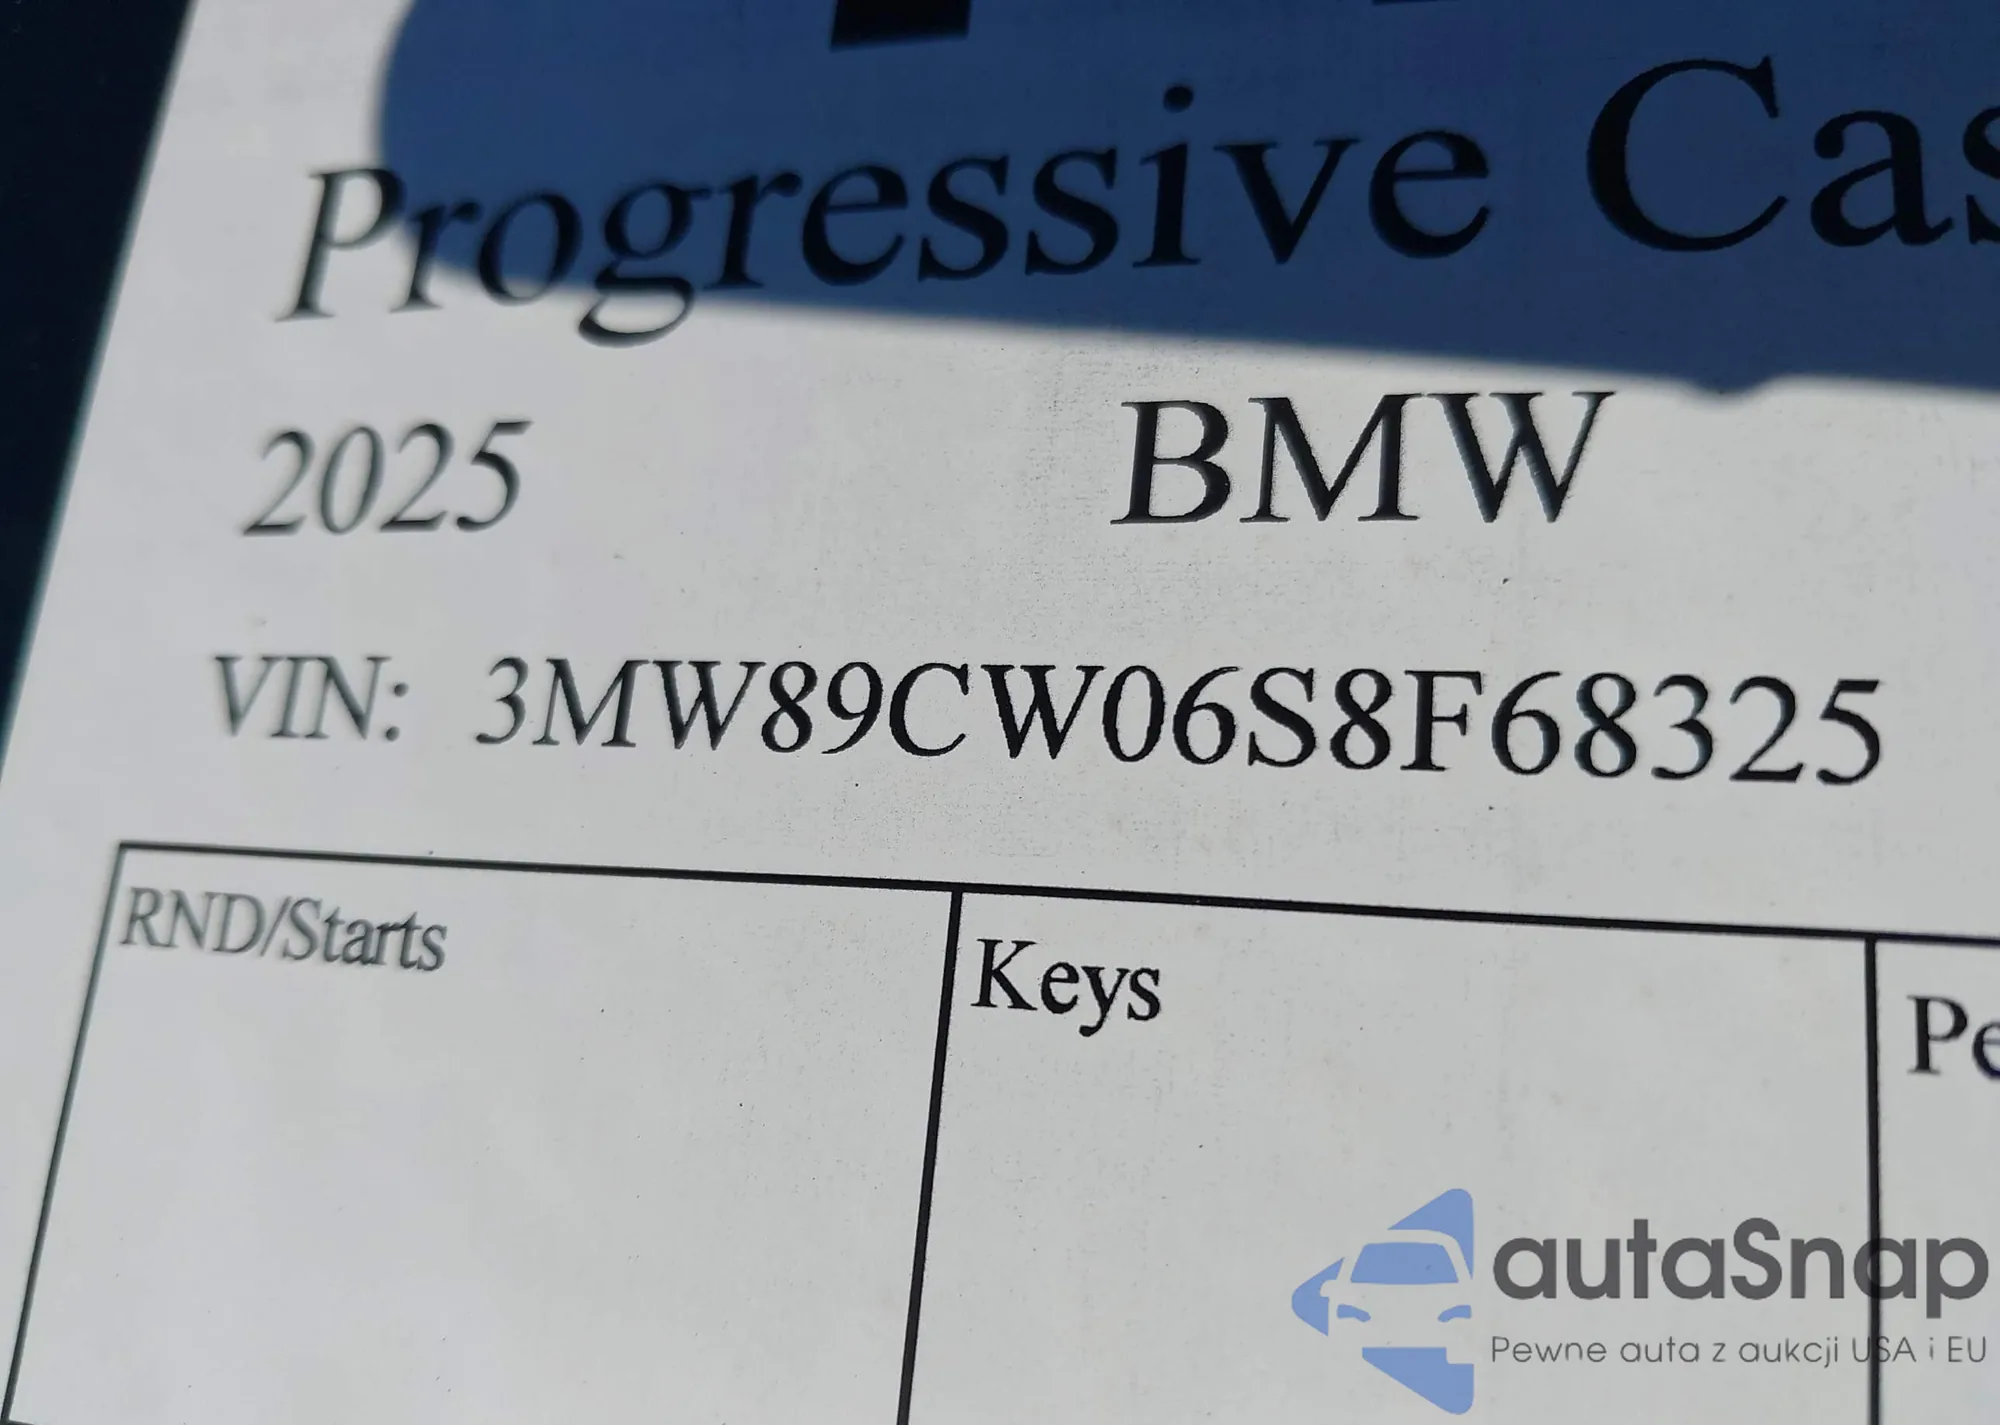 Progressive Cas
2025 BMW
VIN: 3MW89CW06S8F68325
RND/Starts Keys Pe
autaSnap
Pewne auta z aukcji USA i EU